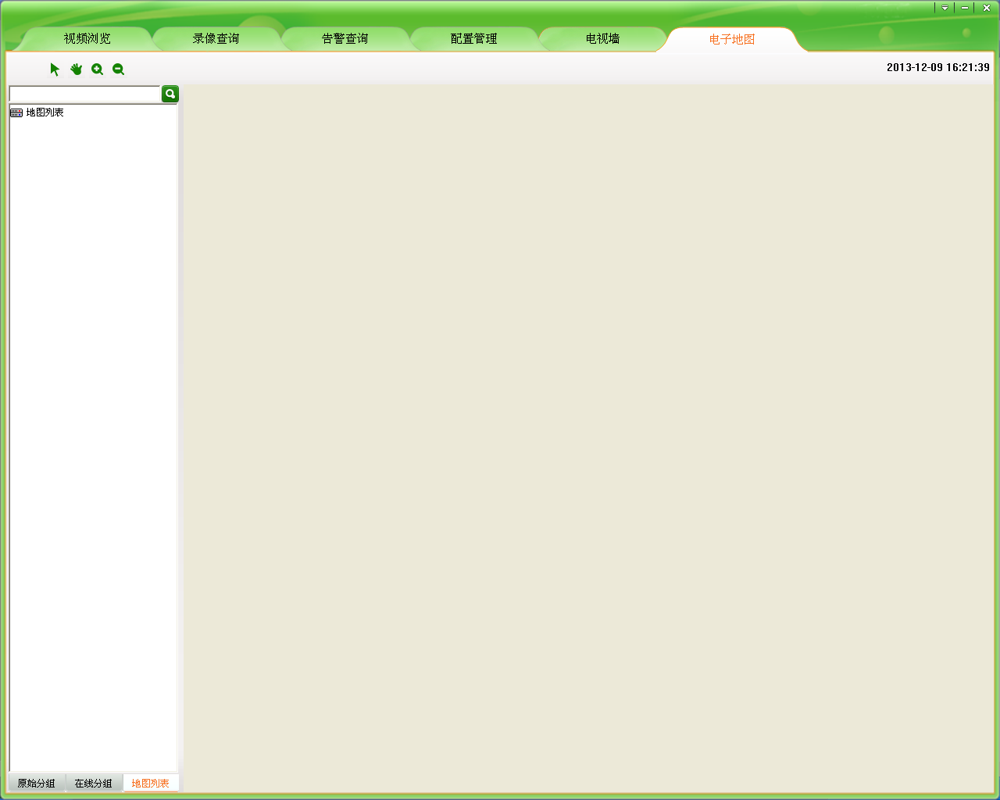 视频浏览 录像查询 告警查询 配置管理 电视墙 电子地图
2013-12-09 16:21:39
地图列表
原始分组 在线分组 地图列表